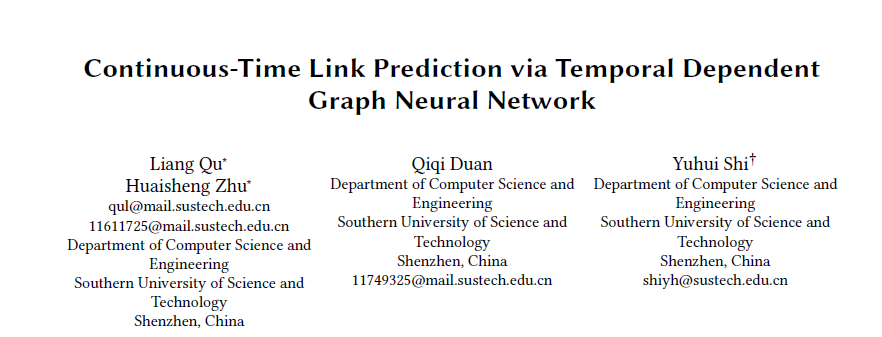 Continuous-Time Link Prediction via Temporal Dependent
Graph Neural Network
Liang Qu*
Huaisheng Zhu*
qul@mail.sustech.edu.cn
11611725@mail.sustech.edu.cn
Department of Computer Science and
Engineering
Southern University of Science and
Technology
Shenzhen, China
Qiqi Duan
Department of Computer Science and
Engineering
Southern University of Science and
Technology
Shenzhen, China
11749325@mail.sustech.edu.cn
Yuhui Shi†
Department of Computer Science and
Engineering
Southern University of Science and
Technology
Shenzhen, China
shiyh@sustech.edu.cn